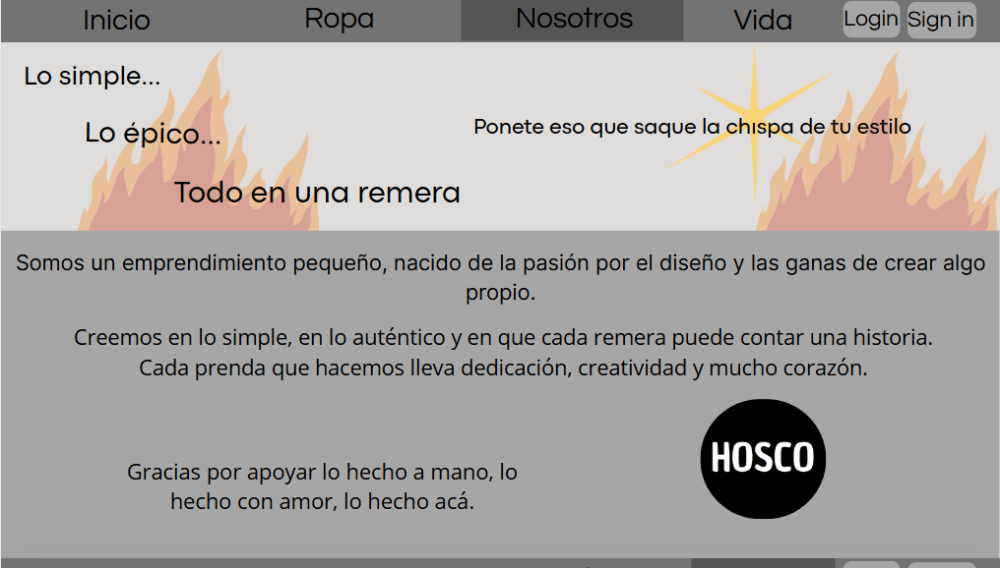 Inicio
Ropa
Nosotros
Vida
Login
Sign in
Lo simple...
Lo épico...
Ponete eso que saque la chispa de tu estilo
Todo en una remera
Somos un emprendimiento pequeño, nacido de la pasión por el diseño y las ganas de crear algo
propio.
Creemos en lo simple, en lo auténtico y en que cada remera puede contar una historia.
Cada prenda que hacemos lleva dedicación, creatividad y mucho corazón.
HOSCO
Gracias por apoyar lo hecho a mano, lo
hecho con amor, lo hecho acá.